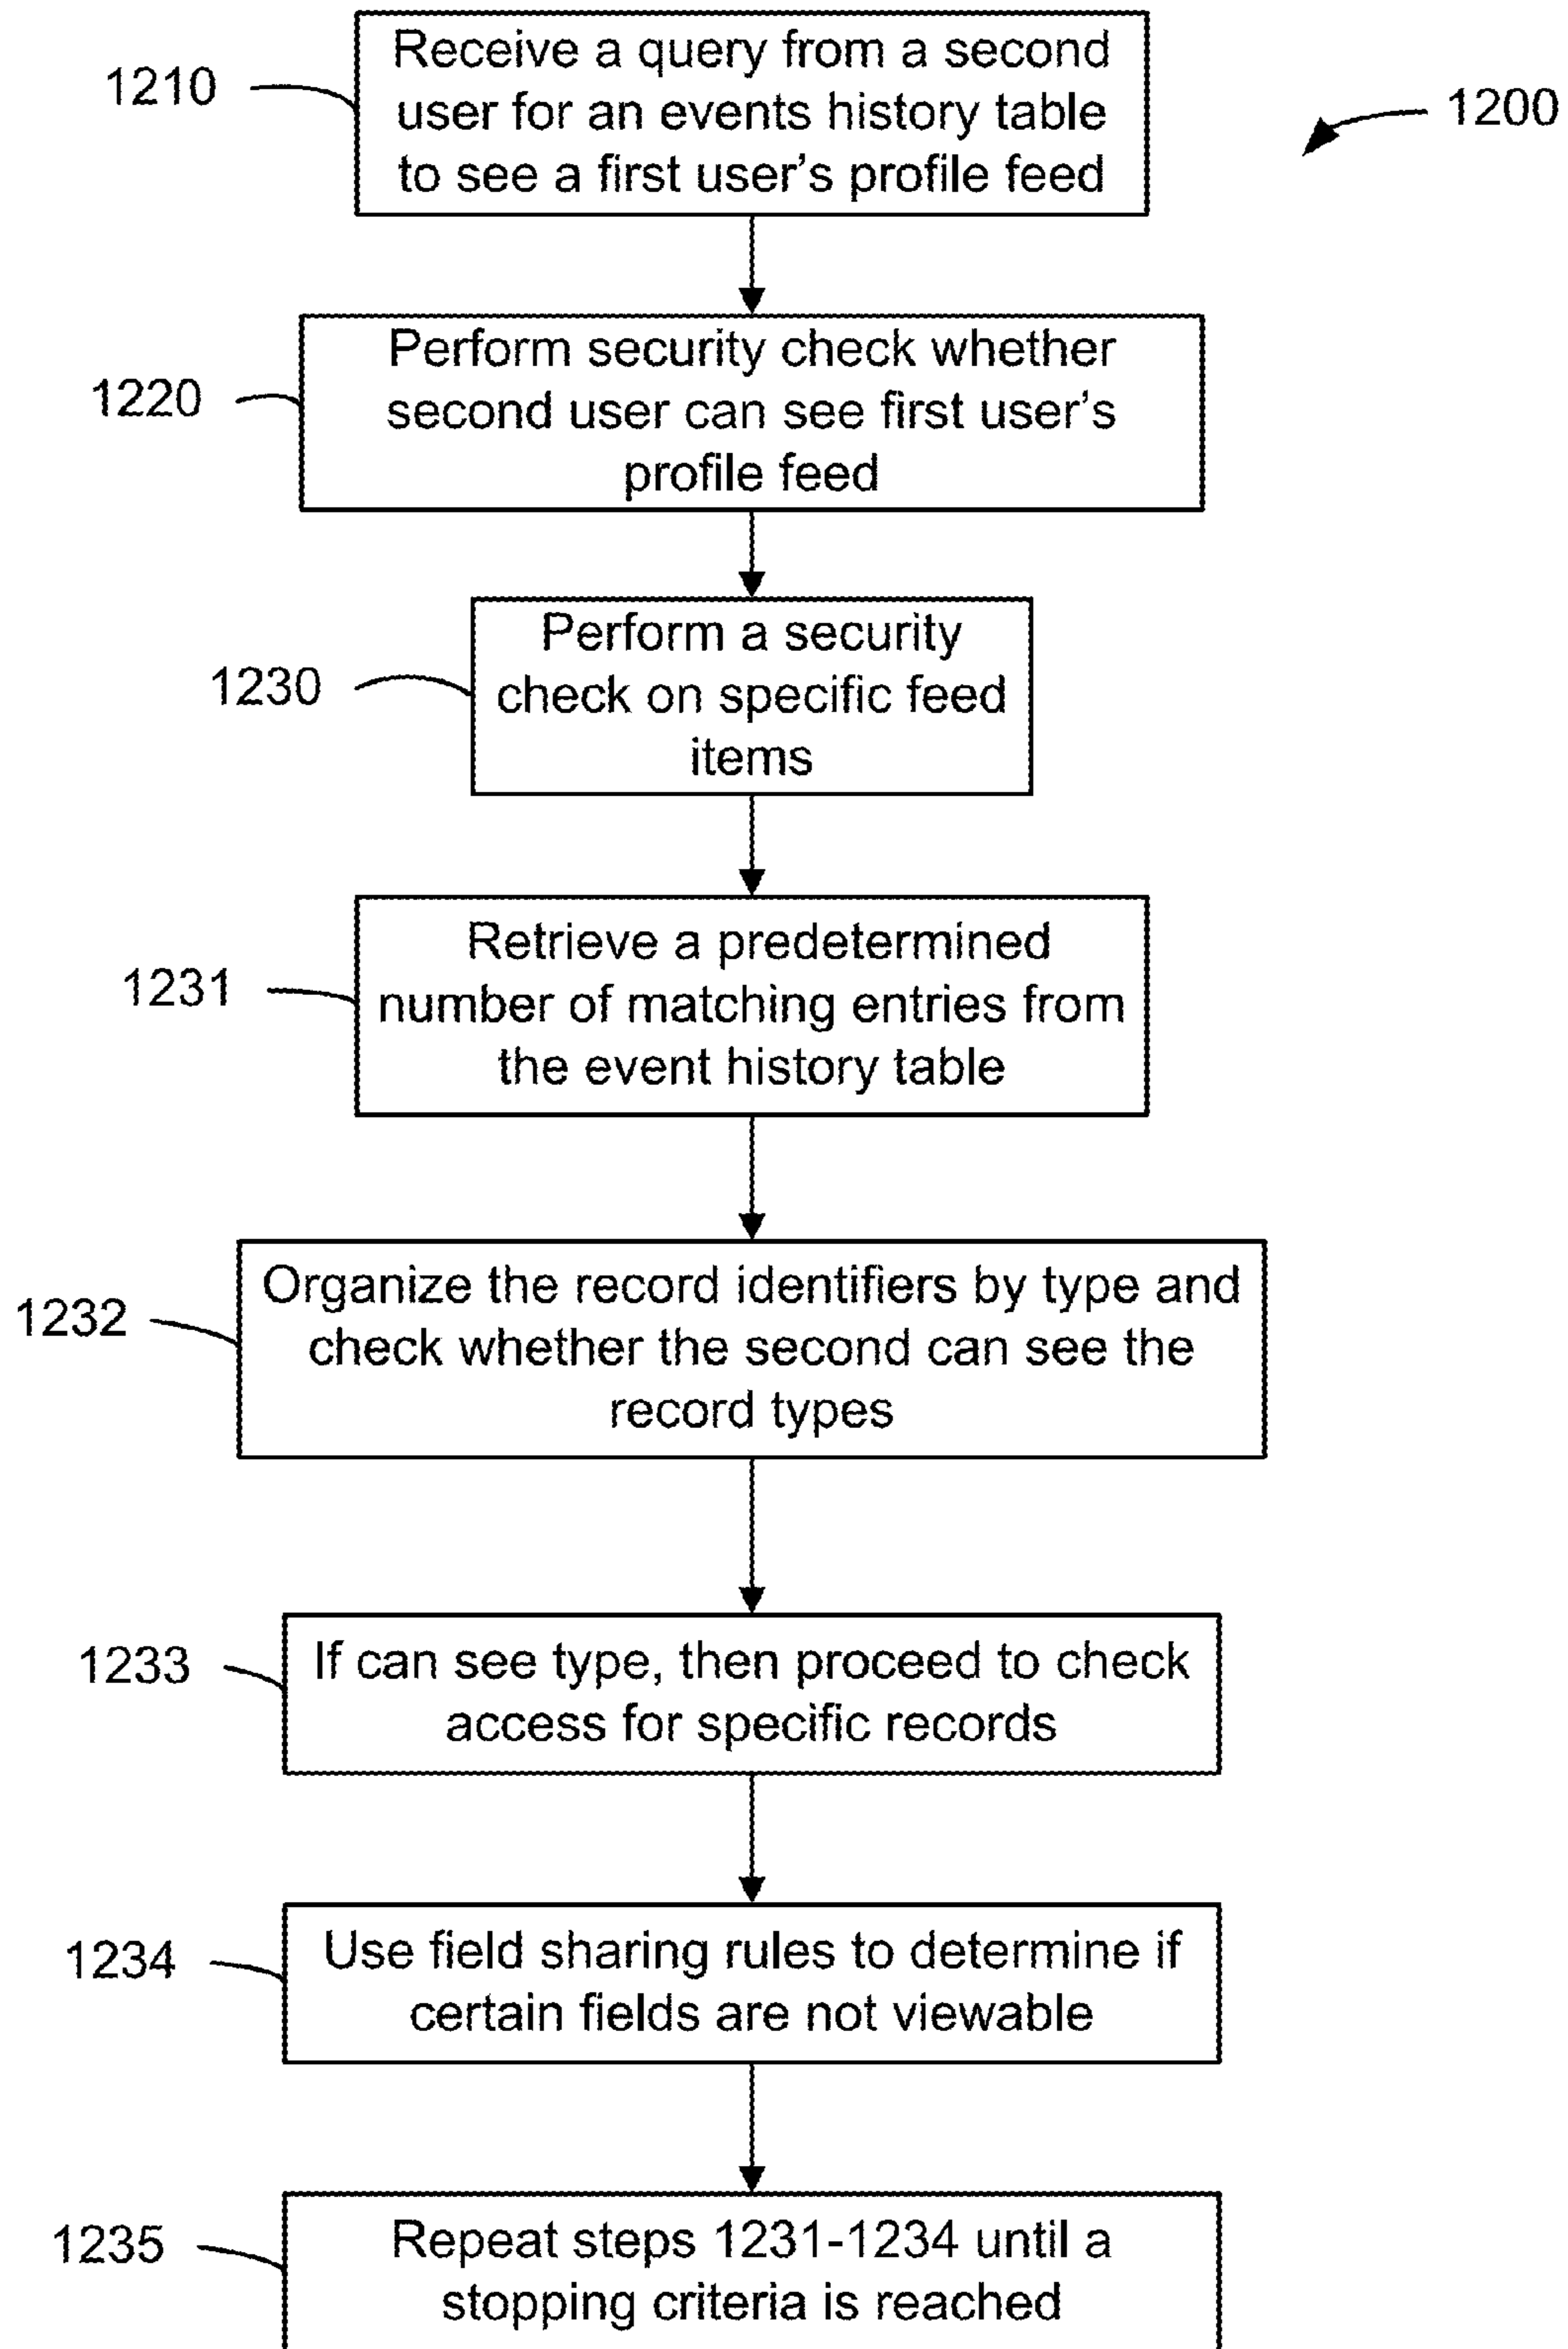 Receive a query from a second
user for an events history table
to see a first user's profile feed
1210
1200
Perform security check whether
second user can see first user's
profile feed
1220
Perform a security
check on specific feed
items
1230
Retrieve a predetermined
number of matching entries from
the event history table
1231
Organize the record identifiers by type and
check whether the second can see the
record types
1232
If can see type, then proceed to check
access for specific records
1233
Use field sharing rules to determine if
certain fields are not viewable
1234
Repeat steps 1231-1234 until a
stopping criteria is reached
1235